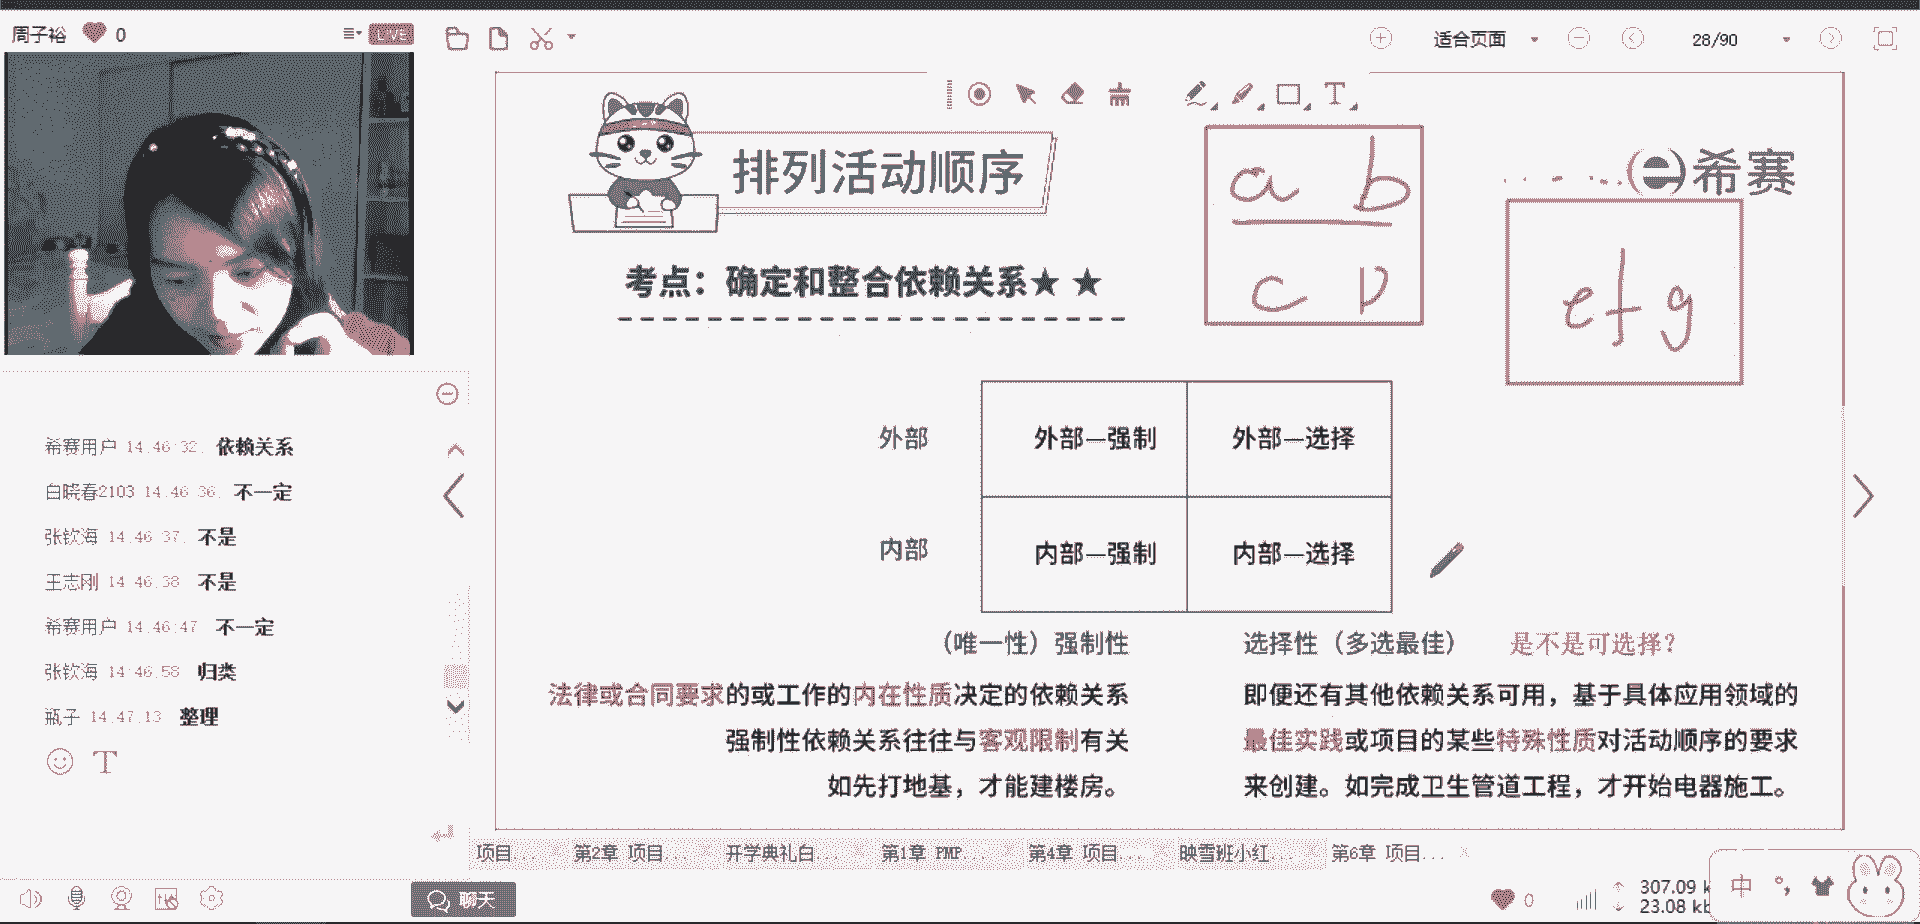 周子裕 0
LIVE
适合页面
28/90
排列活动顺序
a b
c D
希赛
e f g
考点：确定和整合依赖关系★ ★
外部
外部—强制
外部—选择
内部
内部—强制
内部—选择
（唯一性）强制性
选择性（多选最佳）
是不是可选择？
法律或合同要求的或工作的内在性质决定的依赖关系
强制性依赖关系往往与客观限制有关
如先打地基，才能建楼房。
即便还有其他依赖关系可用，基于具体应用领域的
最佳实践或项目的某些特殊性质对活动顺序的要求
来创建。如完成卫生管道工程，才开始电器施工。
希赛用户 14:46:32 依赖关系
白晓春2103 14:46:36 不一定
张钦海 14:46:37 不是
王志刚 14:46:38 不是
希赛用户 14:46:47 不一定
张钦海 14:46:58 归类
瓶子 14:47:13 整理
项目...
第2章 项目...
开学典礼白...
第1章 PMP...
第4章 项目...
映雪班小红...
第6章 项目...
聊天
0
307.09 k
23.08 kb
中